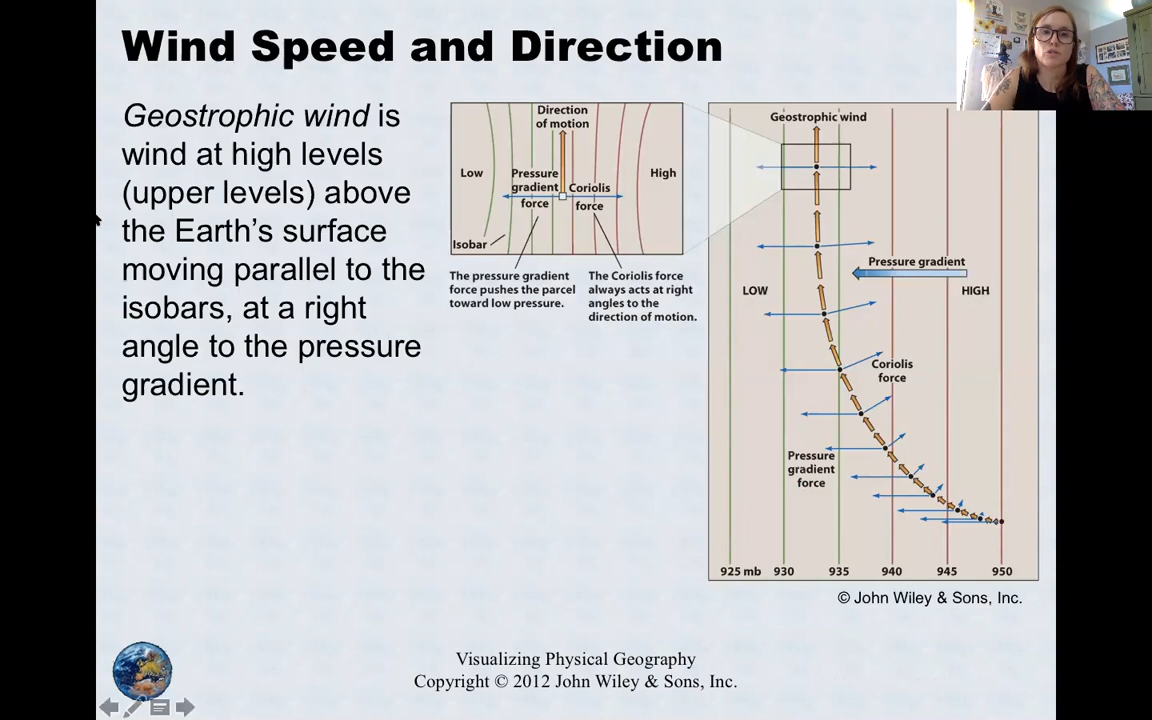 Wind Speed and Direction
Geostrophic wind is
wind at high levels
(upper levels) above
the Earth's surface
moving parallel to the
isobars, at a right
angle to the pressure
gradient.
Direction
of motion
Low
Pressure
gradient
force
Coriolis
force
High
Isobar
The pressure gradient
force pushes the parcel
toward low pressure.
The Coriolis force
always acts at right
angles to the
direction of motion.
Geostrophic wind
Pressure gradient
LOW
HIGH
Coriolis
force
Pressure
gradient
force
925 mb 930 935 940 945 950
© John Wiley & Sons, Inc.
Visualizing Physical Geography
Copyright © 2012 John Wiley & Sons, Inc.